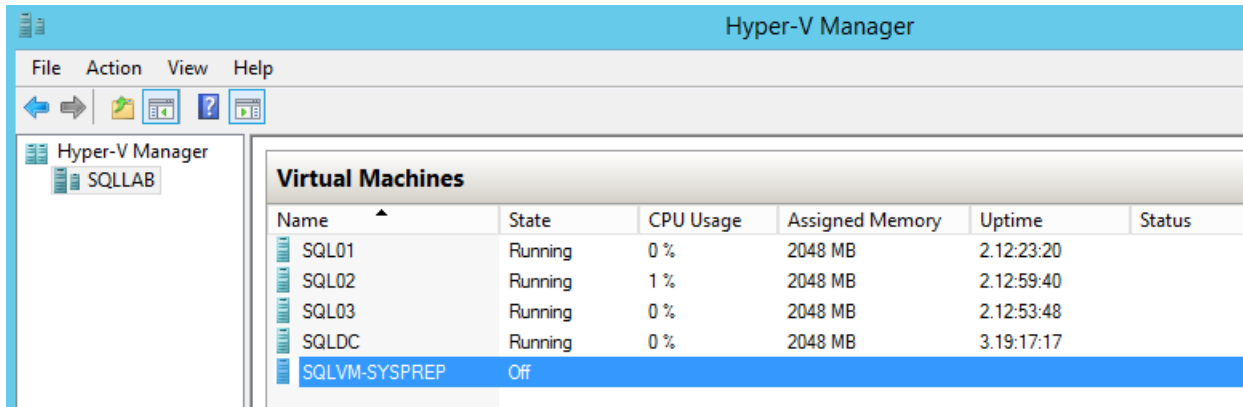 Hyper-V Manager
File Action View Help
Hyper-V Manager
SQLLAB
Virtual Machines
Name State CPU Usage Assigned Memory Uptime Status
SQL01 Running 0 % 2048 MB 2.12:23:20
SQL02 Running 1 % 2048 MB 2.12:59:40
SQL03 Running 0 % 2048 MB 2.12:53:48
SQLDC Running 0 % 2048 MB 3.19:17:17
SQLVM-SYSPREP Off